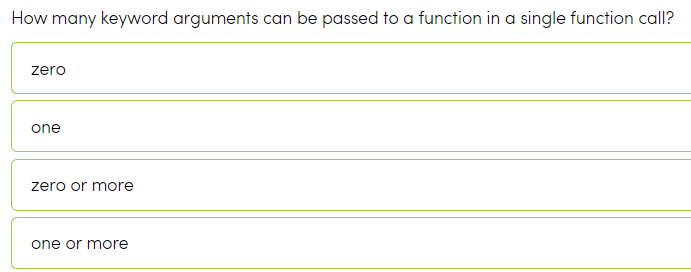 How many keyword arguments can be passed to a function in a single function call?
zero
one
zero or more
one or more